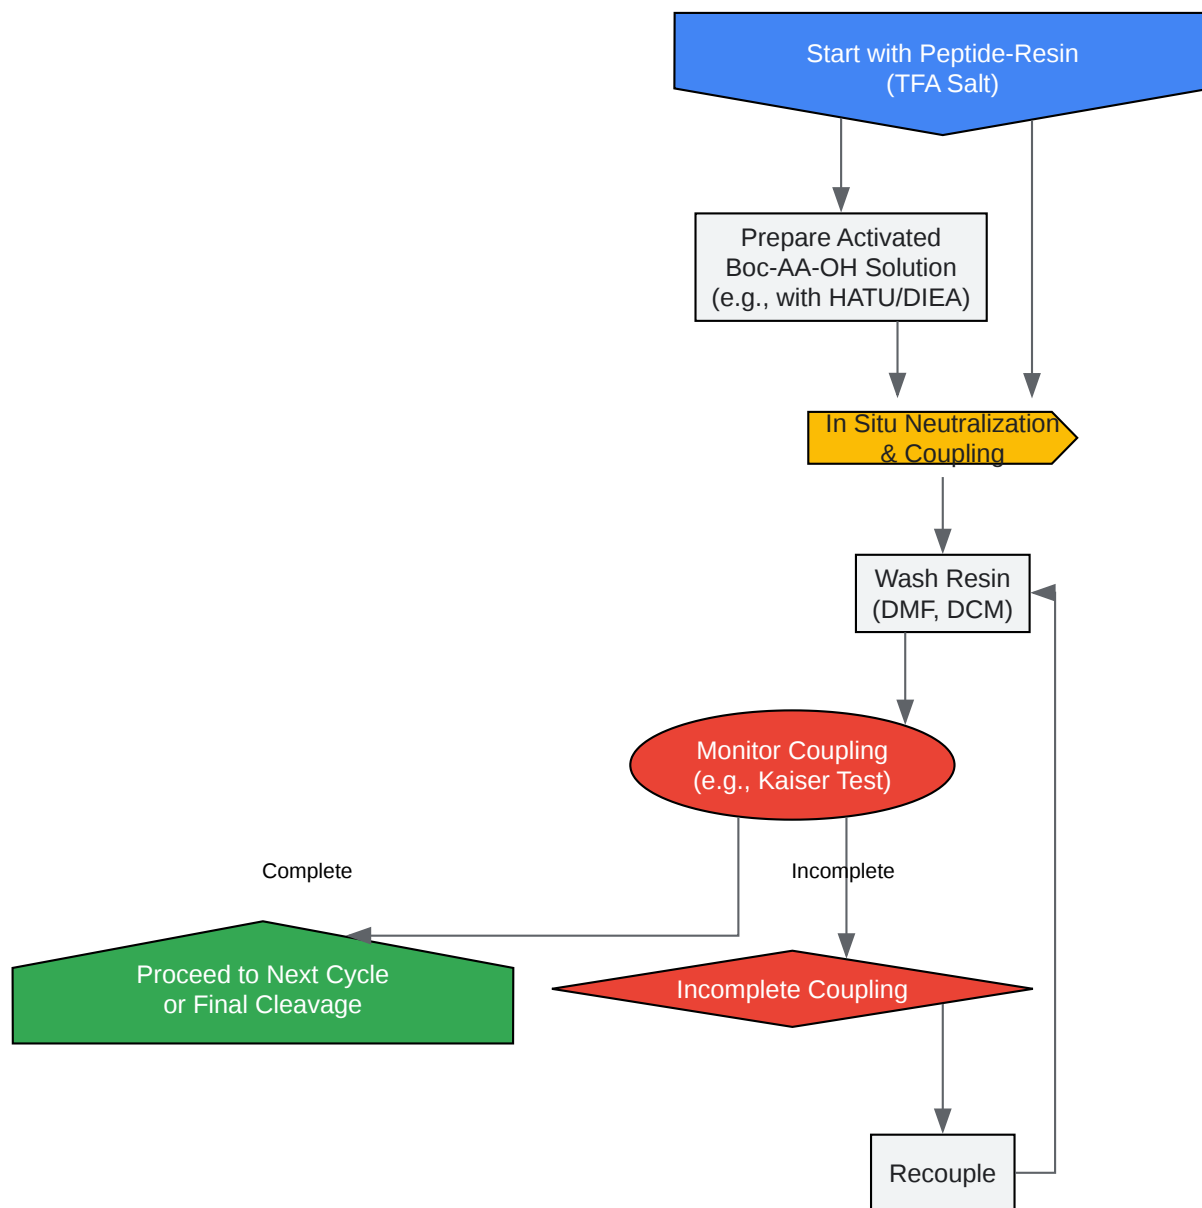 Start with Peptide-Resin
(TFA Salt)
Prepare Activated
Boc-AA-OH Solution
(e.g., with HATU/DIEA)
In Situ Neutralization
& Coupling
Wash Resin
(DMF, DCM)
Monitor Coupling
(e.g., Kaiser Test)
Complete
Incomplete
Proceed to Next Cycle
or Final Cleavage
Incomplete Coupling
Recouple